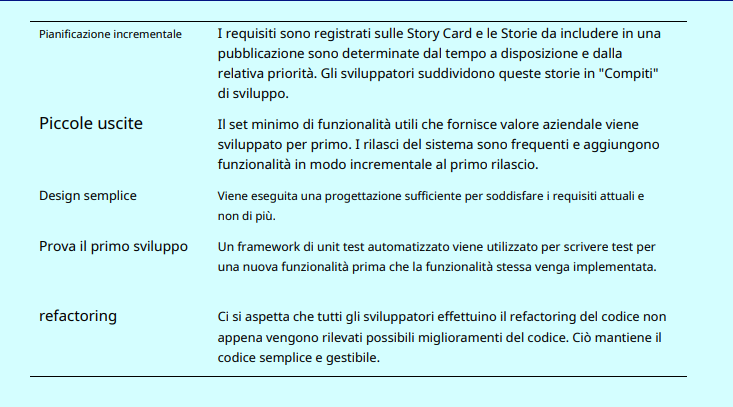 Pianificazione incrementale
I requisiti sono registrati sulle Story Card e le Storie da includere in una
pubblicazione sono determinate dal tempo a disposizione e dalla
relativa priorità. Gli sviluppatori suddividono queste storie in "Compiti"
di sviluppo.
Piccole uscite
Il set minimo di funzionalità utili che fornisce valore aziendale viene
sviluppato per primo. I rilasci del sistema sono frequenti e aggiungono
funzionalità in modo incrementale al primo rilascio.
Design semplice
Viene eseguita una progettazione sufficiente per soddisfare i requisiti attuali e
non di più.
Prova il primo sviluppo
Un framework di unit test automatizzato viene utilizzato per scrivere test per
una nuova funzionalità prima che la funzionalità stessa venga implementata.
refactoring
Ci si aspetta che tutti gli sviluppatori effettuino il refactoring del codice non
appena vengono rilevati possibili miglioramenti del codice. Ciò mantiene il
codice semplice e gestibile.